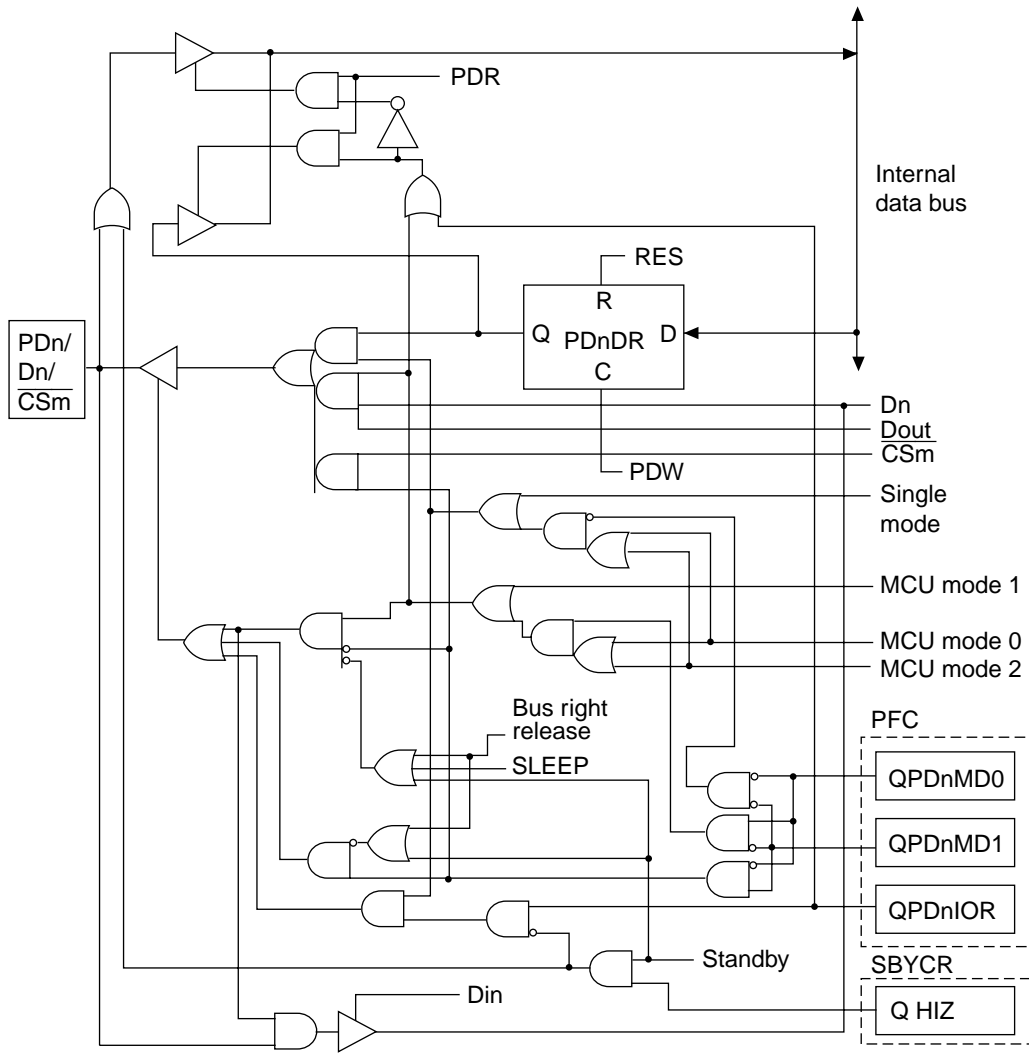 PDR
Internal
data bus
RES
R
Q
PDnDR
D
C
PDn/
Dn/
CSm
Dn
Dout
CSm
PDW
Single
mode
MCU mode 1
MCU mode 0
MCU mode 2
Bus right
release
SLEEP
PFC
QPDnMD0
QPDnMD1
QPDnIOR
Standby
SBYCR
Q HIZ
Din